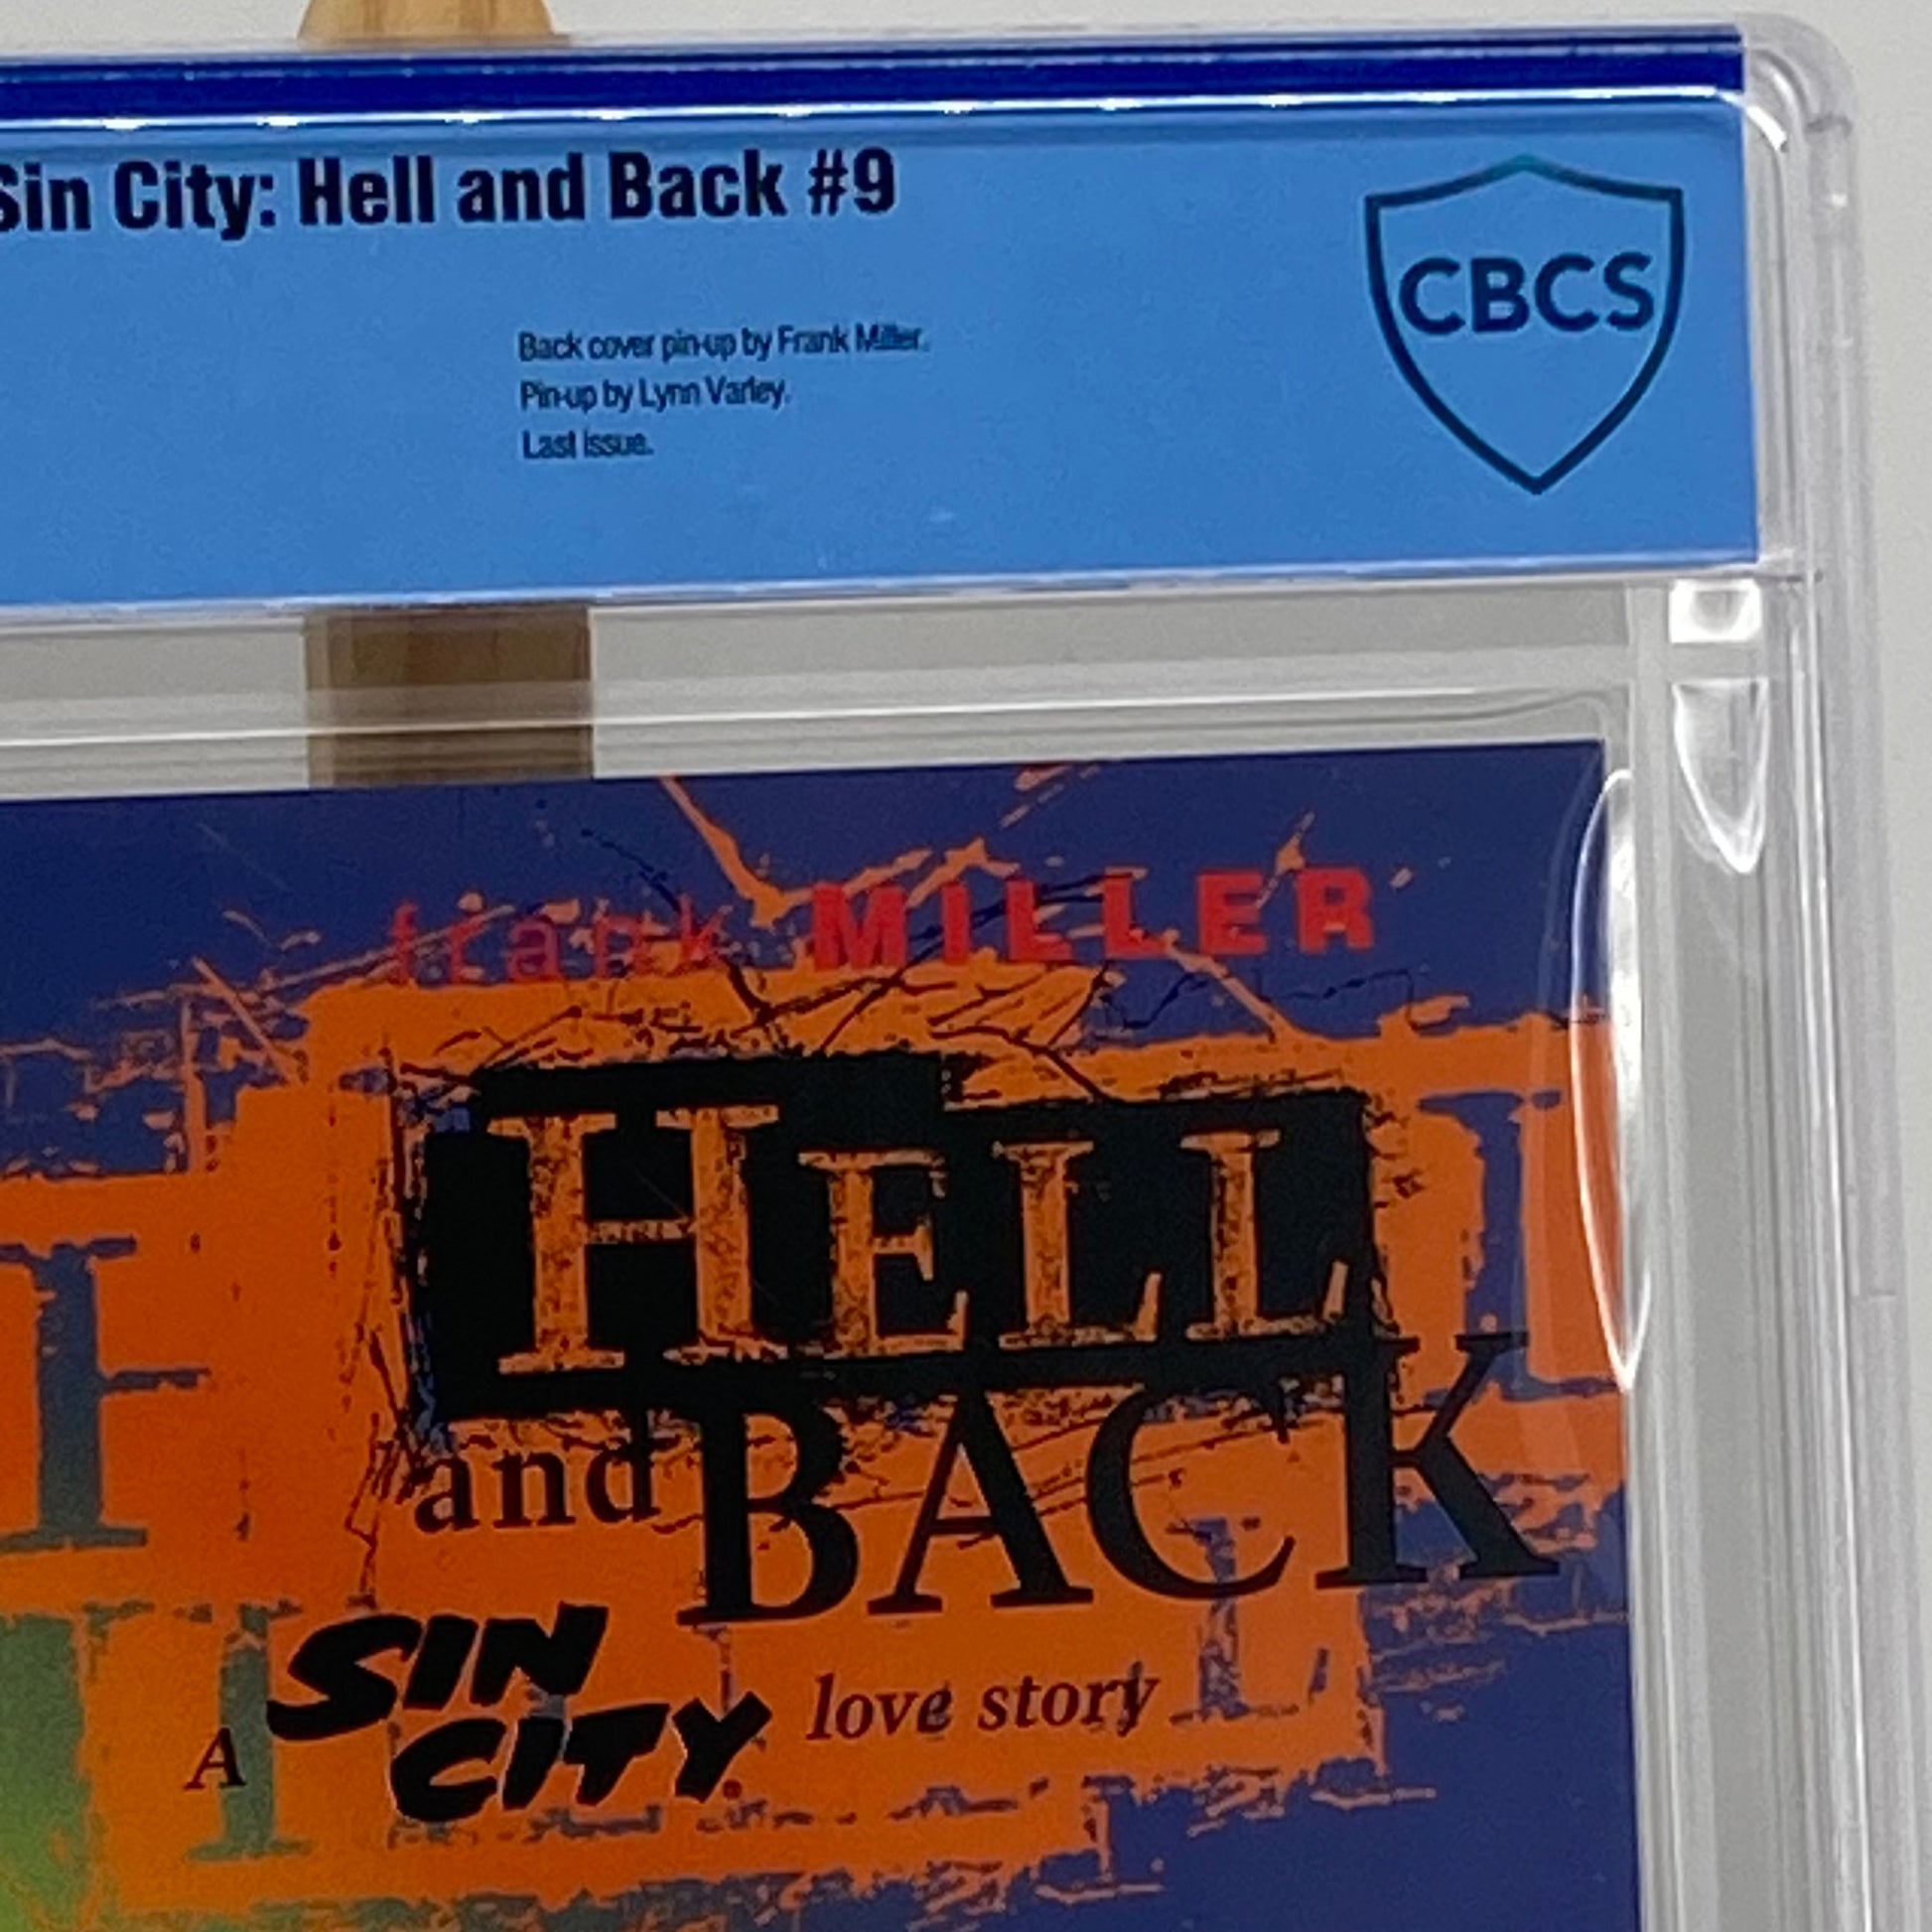 Sin City: Hell and Back #9
CBCS
Back cover pin-up by Frank Miller.
Pin-up by Lynn Varley.
Last issue.
frank MILLER
HELL
and BACK
A SIN CITY love story